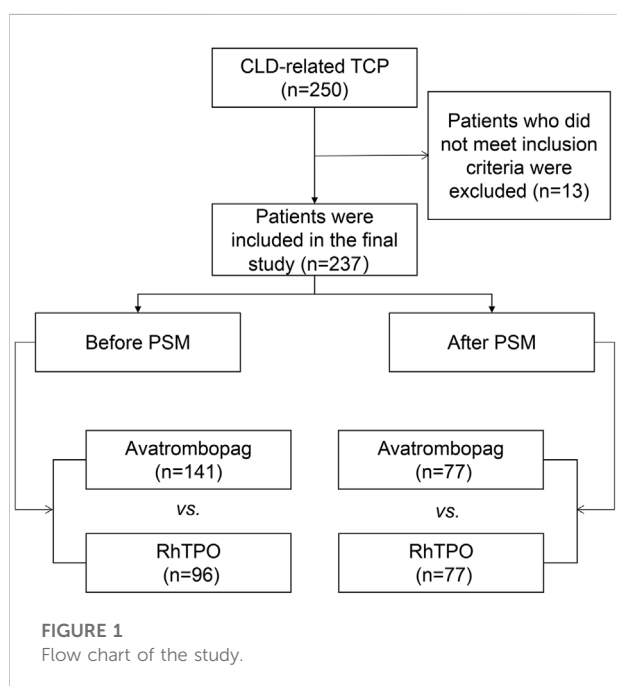 CLD-related TCP
(n=250)
Patients who did
not meet inclusion
criteria were
excluded (n=13)
Patients were
included in the final
study (n=237)
Before PSM
After PSM
Avatrombopag
(n=141)
vs.
RhTPO
(n=96)
Avatrombopag
(n=77)
vs.
RhTPO
(n=77)
FIGURE 1
Flow chart of the study.